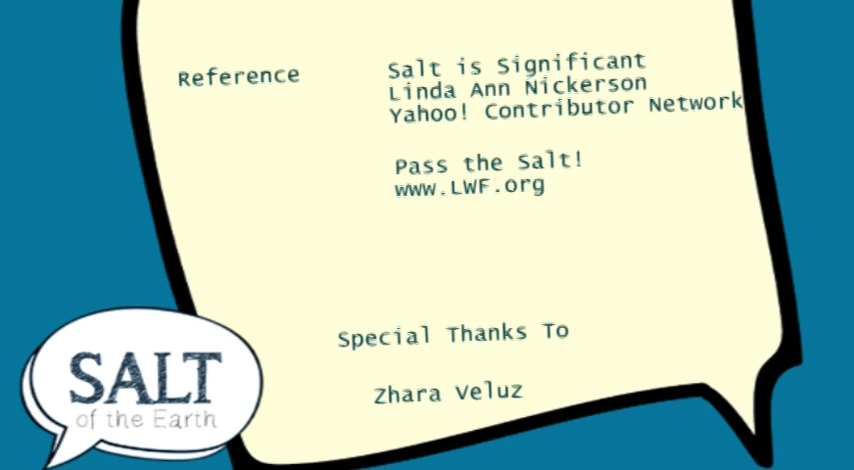 Reference
Salt is Significant
Linda Ann Nickerson
Yahoo! Contributor Network
Pass the Salt!
www.LWF.org
Special Thanks To
Zhara Veluz
SALT
of the Earth